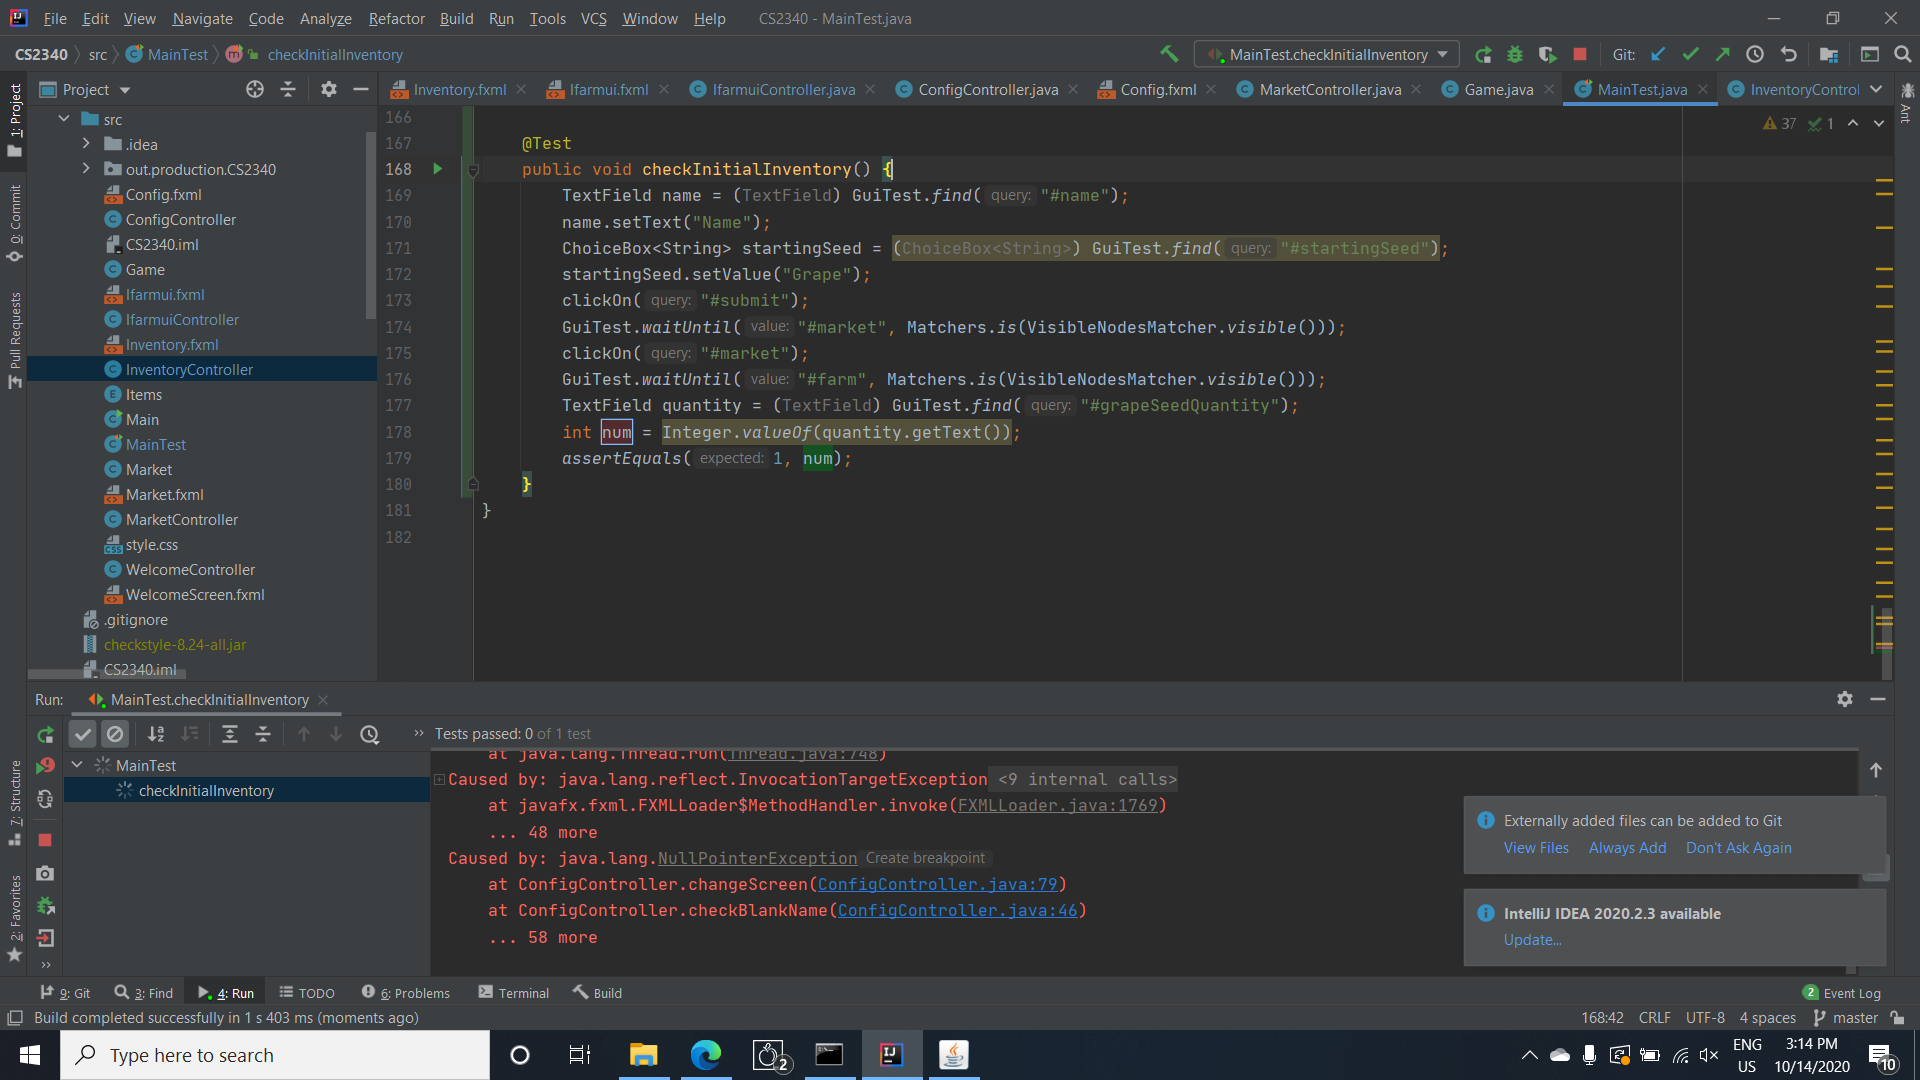 File Edit View Navigate Code Analyze Refactor Build Run Tools VCS Window Help CS2340 - MainTest.java
CS2340 src MainTest checkInitialInventory MainTest.checkInitialInventory Git:
Project Inventory.fxml Ifarmui.fxml IfarmuiController.java ConfigController.java Config.fxml MarketController.java Game.java MainTest.java InventoryControl
1: Project
0: Commit
Pull Requests
7: Structure
2: Favorites
Ant
src
.idea
out.production.CS2340
Config.fxml
ConfigController
CS2340.iml
Game
Ifarmui.fxml
IfarmuiController
Inventory.fxml
InventoryController
Items
Main
MainTest
Market
Market.fxml
MarketController
style.css
WelcomeController
WelcomeScreen.fxml
.gitignore
checkstyle-8.24-all.jar
CS2340.iml
37 1
166
167 @Test
168 public void checkInitialInventory() {
169 TextField name = (TextField) GuiTest.find( query: "#name");
170 name.setText("Name");
171 ChoiceBox<String> startingSeed = (ChoiceBox<String>) GuiTest.find( query: "#startingSeed");
172 startingSeed.setValue("Grape");
173 clickOn( query: "#submit");
174 GuiTest.waitUntil( value: "#market", Matchers.is(VisibleNodesMatcher.visible()));
175 clickOn( query: "#market");
176 GuiTest.waitUntil( value: "#farm", Matchers.is(VisibleNodesMatcher.visible()));
177 TextField quantity = (TextField) GuiTest.find( query: "#grapeSeedQuantity");
178 int num = Integer.valueOf(quantity.getText());
179 assertEquals( expected: 1, num);
180 }
181 }
182
Run: MainTest.checkInitialInventory
Tests passed: 0 of 1 test
MainTest
checkInitialInventory
at java.lang.Thread.run(Thread.java:748)
Caused by: java.lang.reflect.InvocationTargetException <9 internal calls>
at javafx.fxml.FXMLLoader$MethodHandler.invoke(FXMLLoader.java:1769)
... 48 more
Caused by: java.lang.NullPointerException Create breakpoint
at ConfigController.changeScreen(ConfigController.java:79)
at ConfigController.checkBlankName(ConfigController.java:46)
... 58 more
Externally added files can be added to Git
View Files Always Add Don't Ask Again
IntelliJ IDEA 2020.2.3 available
Update...
9: Git 3: Find 4: Run TODO 6: Problems Terminal Build 2 Event Log
Build completed successfully in 1 s 403 ms (moments ago) 168:42 CRLF UTF-8 4 spaces master
Type here to search
2
IJ
ENG
US
3:14 PM
10/14/2020
10